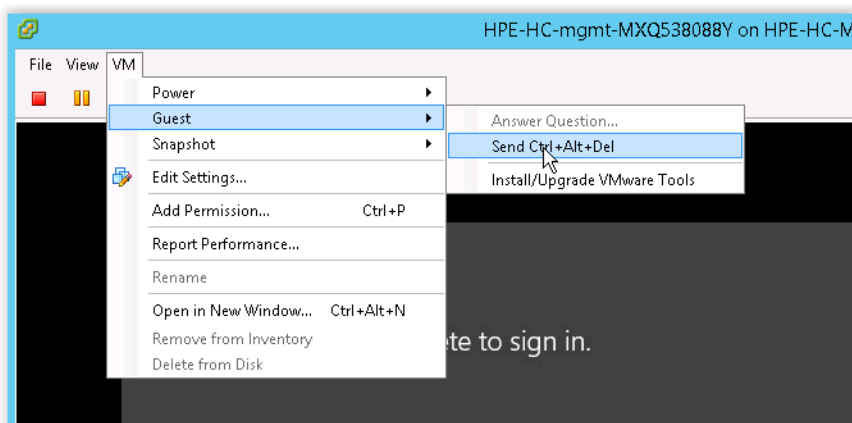 HPE-HC-mgmt-MXQ538088Y on HPE-HC-M
File View VM
Power
Guest
Answer Question...
Snapshot
Send Ctrl+Alt+Del
Edit Settings...
Install/Upgrade VMware Tools
Add Permission... Ctrl+P
Report Performance...
Rename
Open in New Window... Ctrl+Alt+N
Remove from Inventory
ete to sign in.
Delete from Disk